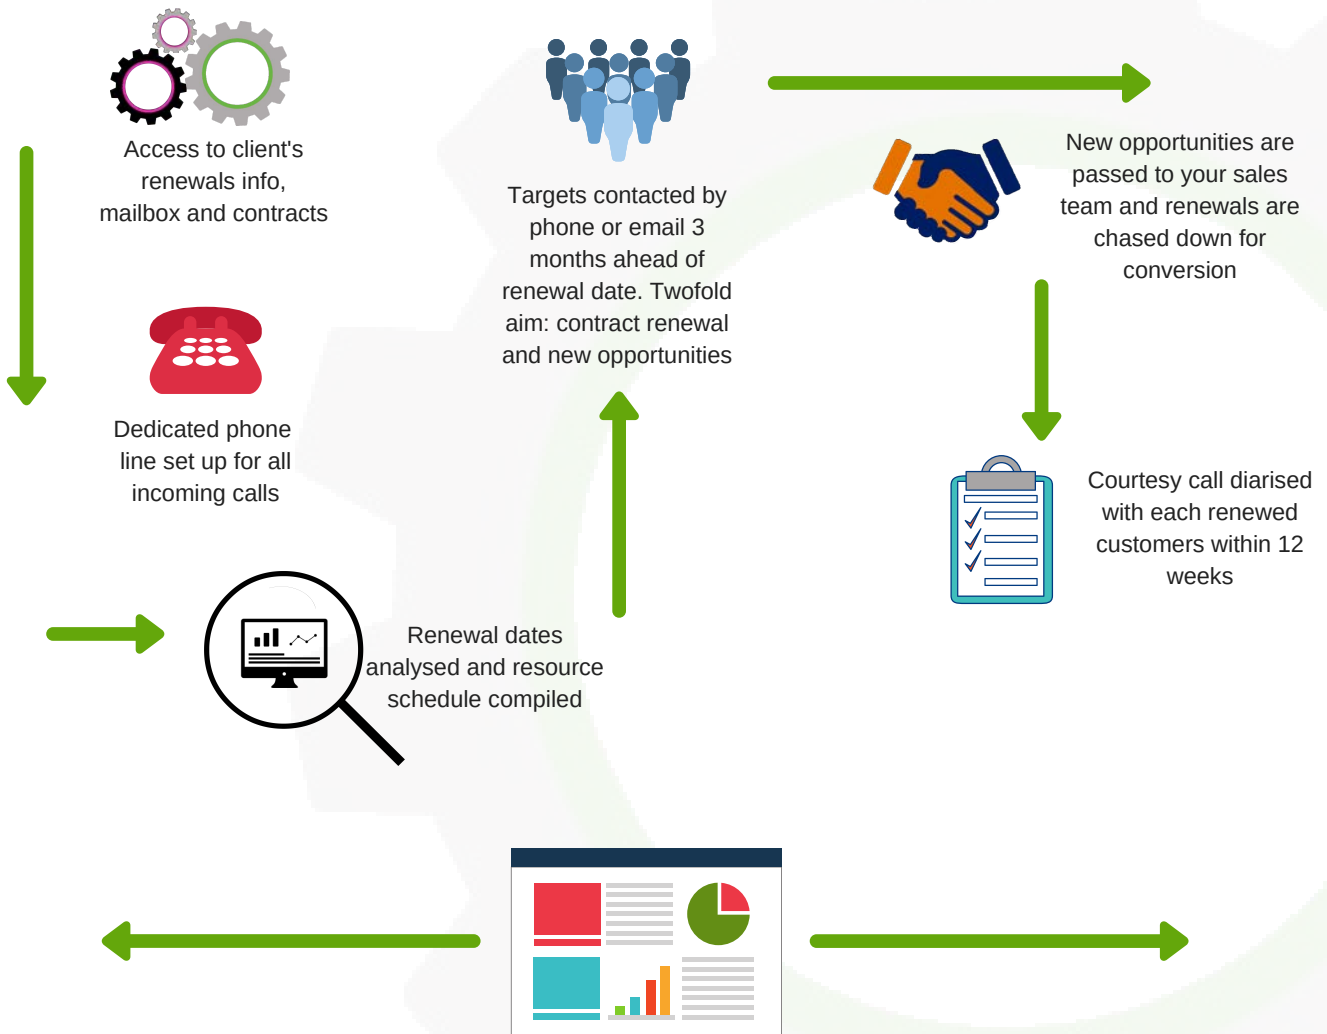 Access to client's
renewals info,
mailbox and contracts
Dedicated phone
line set up for all
incoming calls
Renewal dates
analysed and resource
schedule compiled
Targets contacted by
phone or email 3
months ahead of
renewal date. Twofold
aim: contract renewal
and new opportunities
New opportunities are
passed to your sales
team and renewals are
chased down for
conversion
Courtesy call diarised
with each renewed
customers within 12
weeks